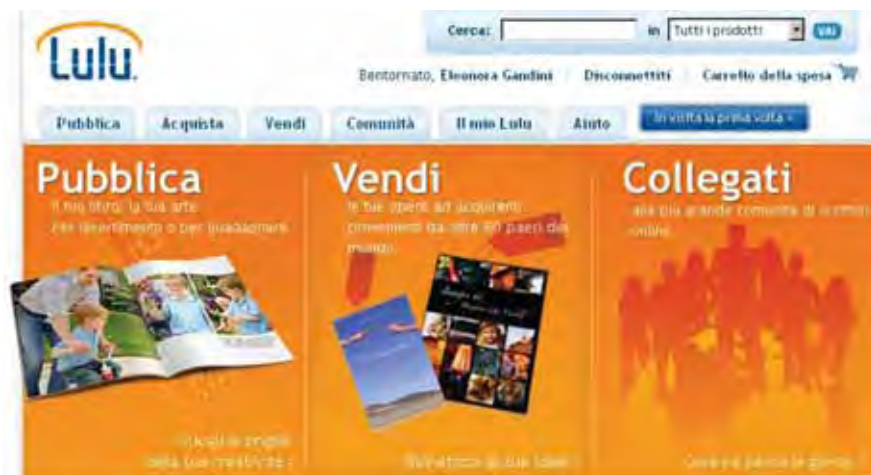 Lulu
Cerca: in Tutti i prodotti VAI
Bentornato, Eleonora Gandini Disconnettiti Carrello della spesa
Pubblica Acquista Vendi Comunità Il mio Lulu Aiuto In visita la prima volta »
Pubblica
Il tuo libro, la tua arte.
Per divertimento o per guadagnare.
Vendi
le tue opere ad acquirenti
provenienti da oltre 80 paesi del
mondo.
Collegati
alla più grande comunità di scrittori
online.
della tua creatività